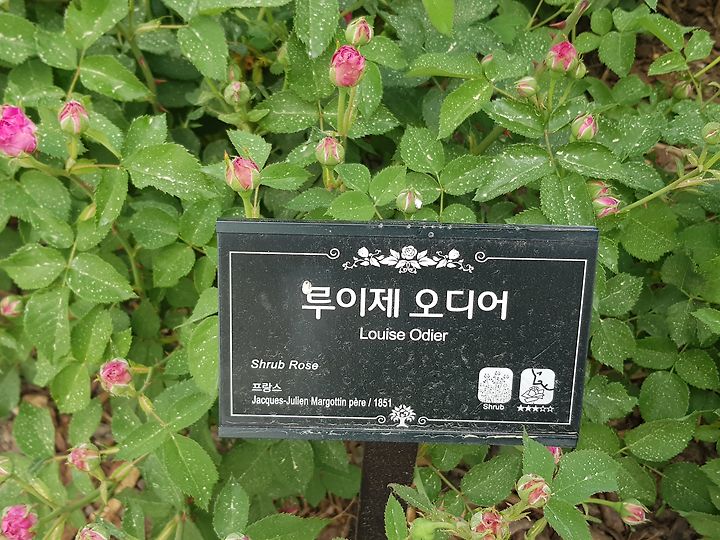 루이제 오디어
Louise Odier
Shrub Rose
프랑스
Jacques-Julien Margottin père / 1851
Shrub
★★★☆☆